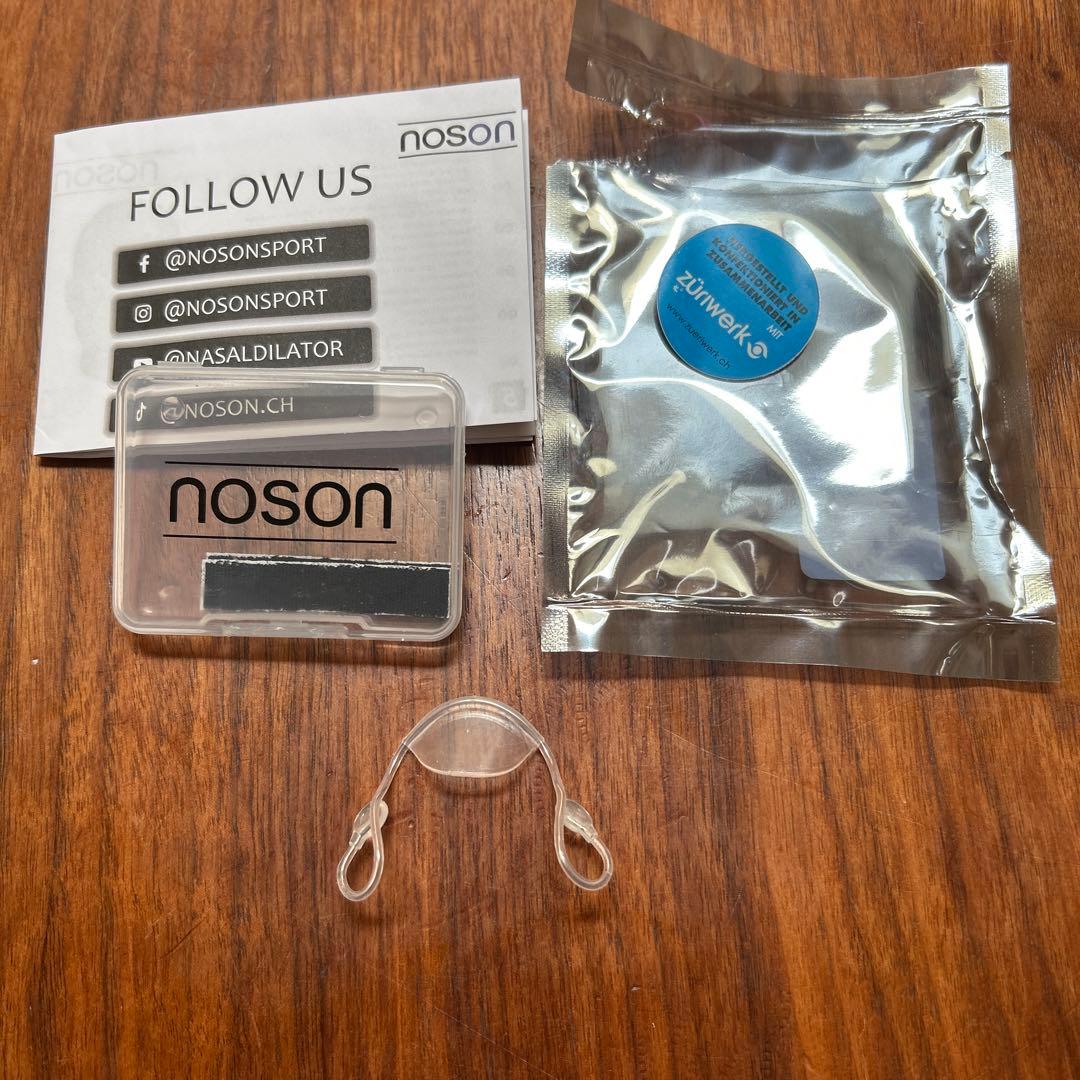 noson
FOLLOW US
@NOSONSPORT
@NOSONSPORT
@NASALDILATOR
@NOSON.CH
noson
HERGESTELLT UND
KONFEKTIONIERT IN
ZUSAMMENARBEIT
MIT
züriwerk
www.zueriwerk.ch